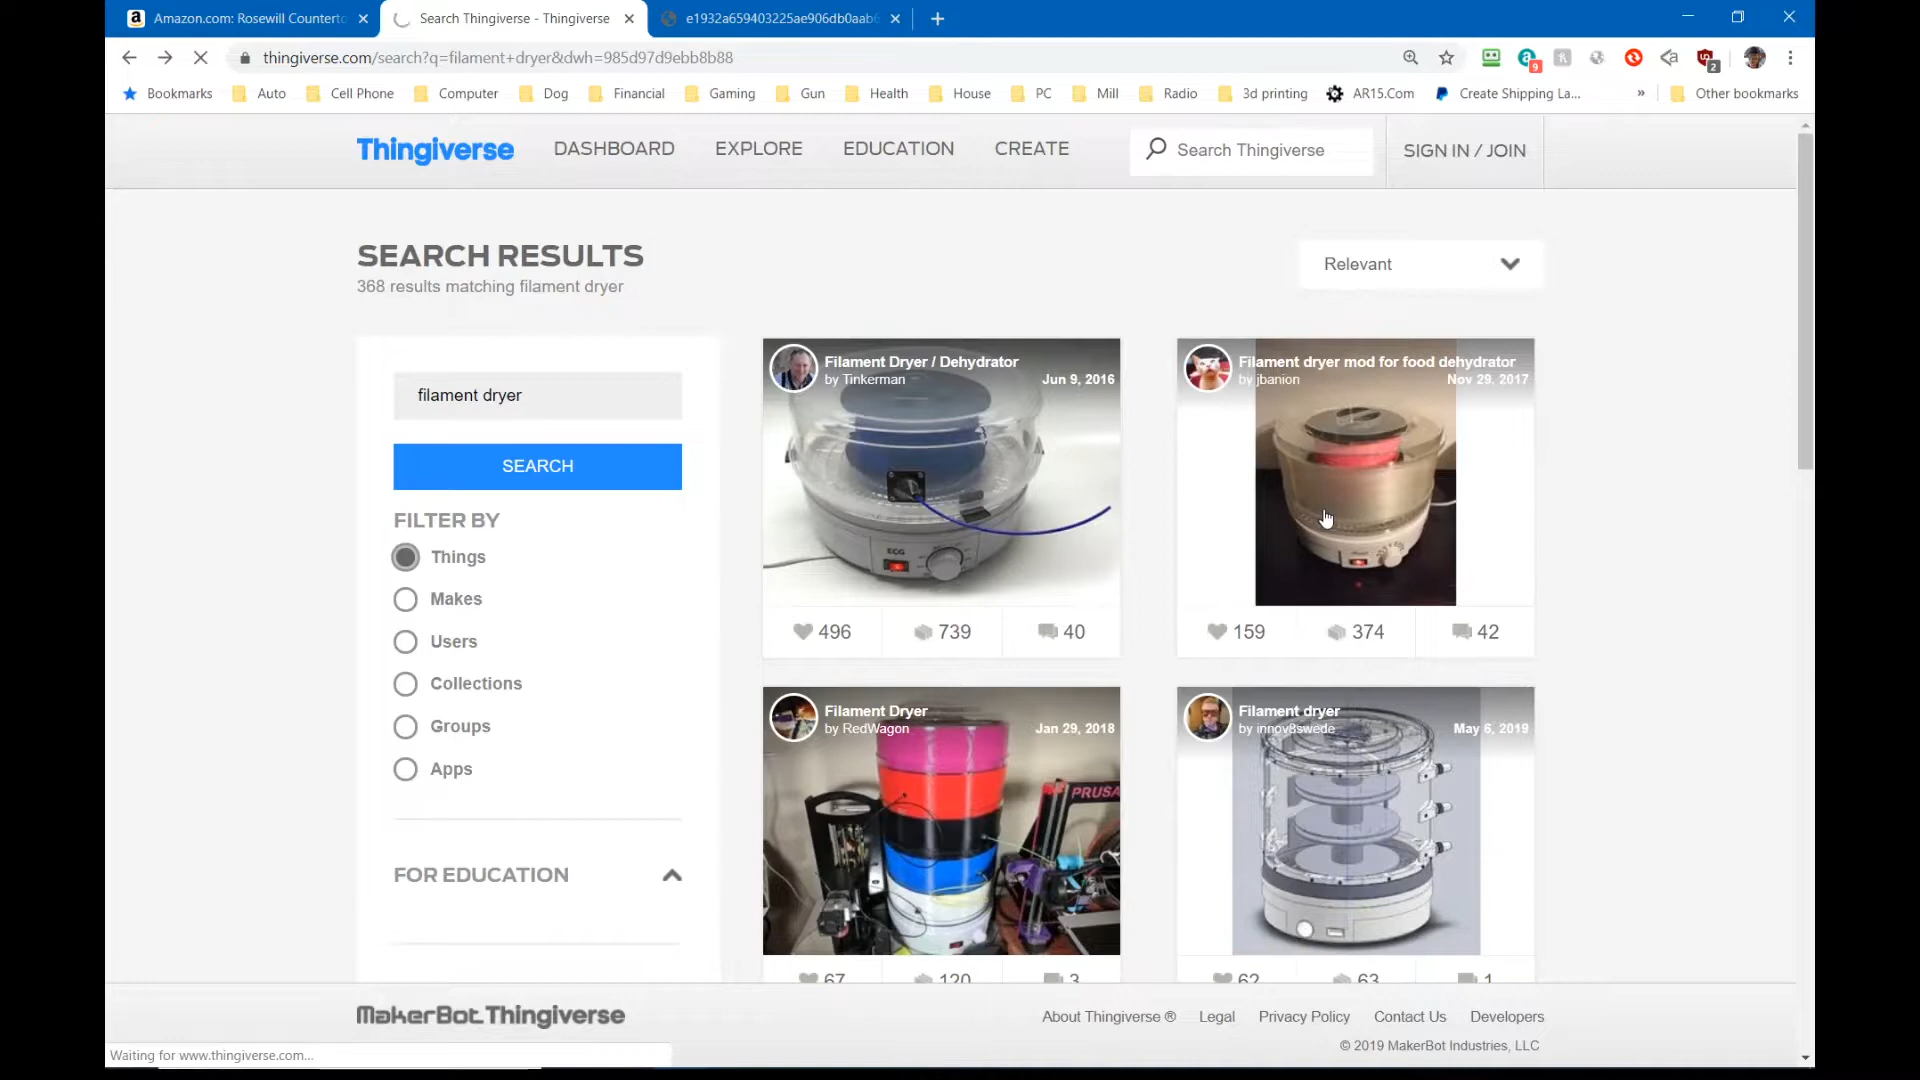 Amazon.com: Rosewill Counterto
Search Thingiverse - Thingiverse
e1932a659403225ae906db0aab6
thingiverse.com/search?q=filament+dryer&dwh=985d97d9ebb8b88
9
2
Bookmarks Auto Cell Phone Computer Dog Financial Gaming Gun Health House PC Mill Radio 3d printing AR15.Com Create Shipping La... » Other bookmarks
Thingiverse DASHBOARD EXPLORE EDUCATION CREATE Search Thingiverse SIGN IN / JOIN
SEARCH RESULTS
368 results matching filament dryer
Relevant
filament dryer
SEARCH
FILTER BY
Things
Makes
Users
Collections
Groups
Apps
FOR EDUCATION
Filament Dryer / Dehydrator
by Tinkerman Jun 9, 2016
ECG
496 739 40
Filament dryer mod for food dehydrator
by jbanion Nov 29, 2017
159 374 42
Filament Dryer
by RedWagon Jan 29, 2018
PRUSA
67 120 3
Filament dryer
by innov8swede May 6, 2019
62 63 1
MakerBot Thingiverse
About Thingiverse ® Legal Privacy Policy Contact Us Developers
© 2019 MakerBot Industries, LLC
Waiting for www.thingiverse.com...